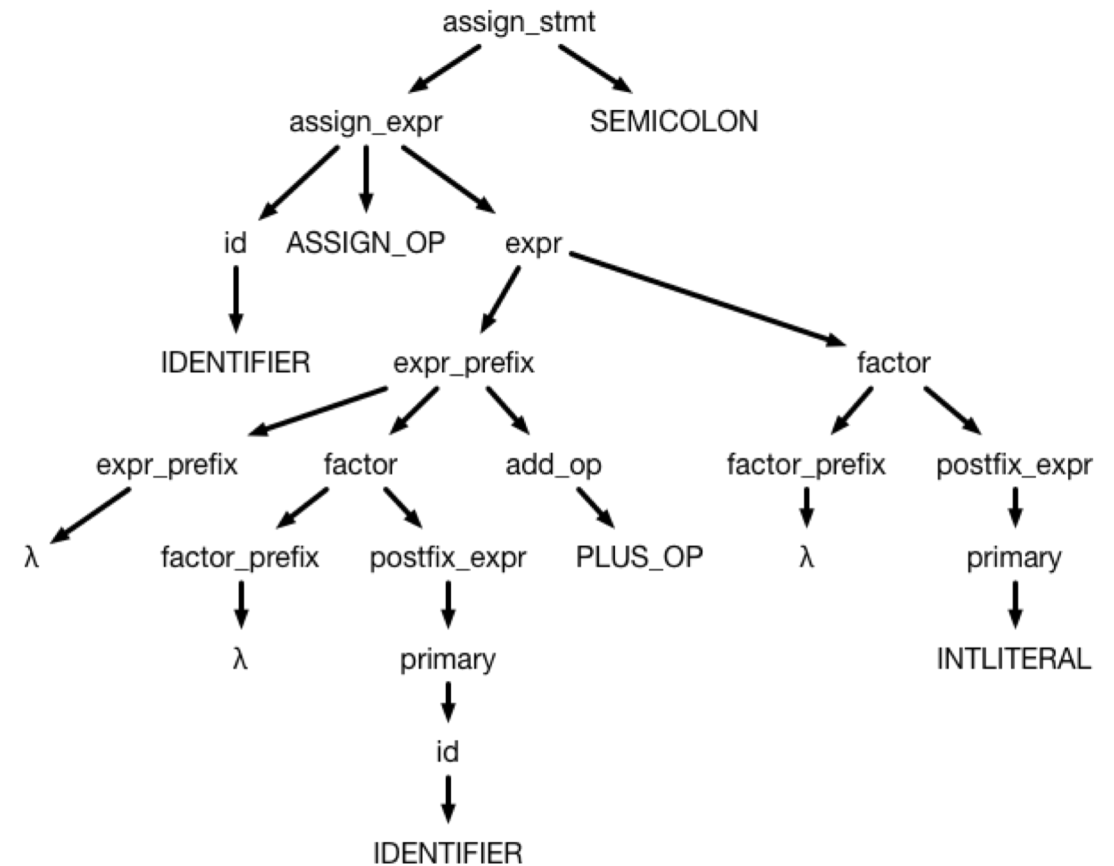 assign_stmt
assign_expr SEMICOLON
id ASSIGN_OP expr
IDENTIFIER expr_prefix factor
expr_prefix factor add_op factor_prefix postfix_expr
λ factor_prefix postfix_expr PLUS_OP λ primary
λ primary INTLITERAL
id
IDENTIFIER